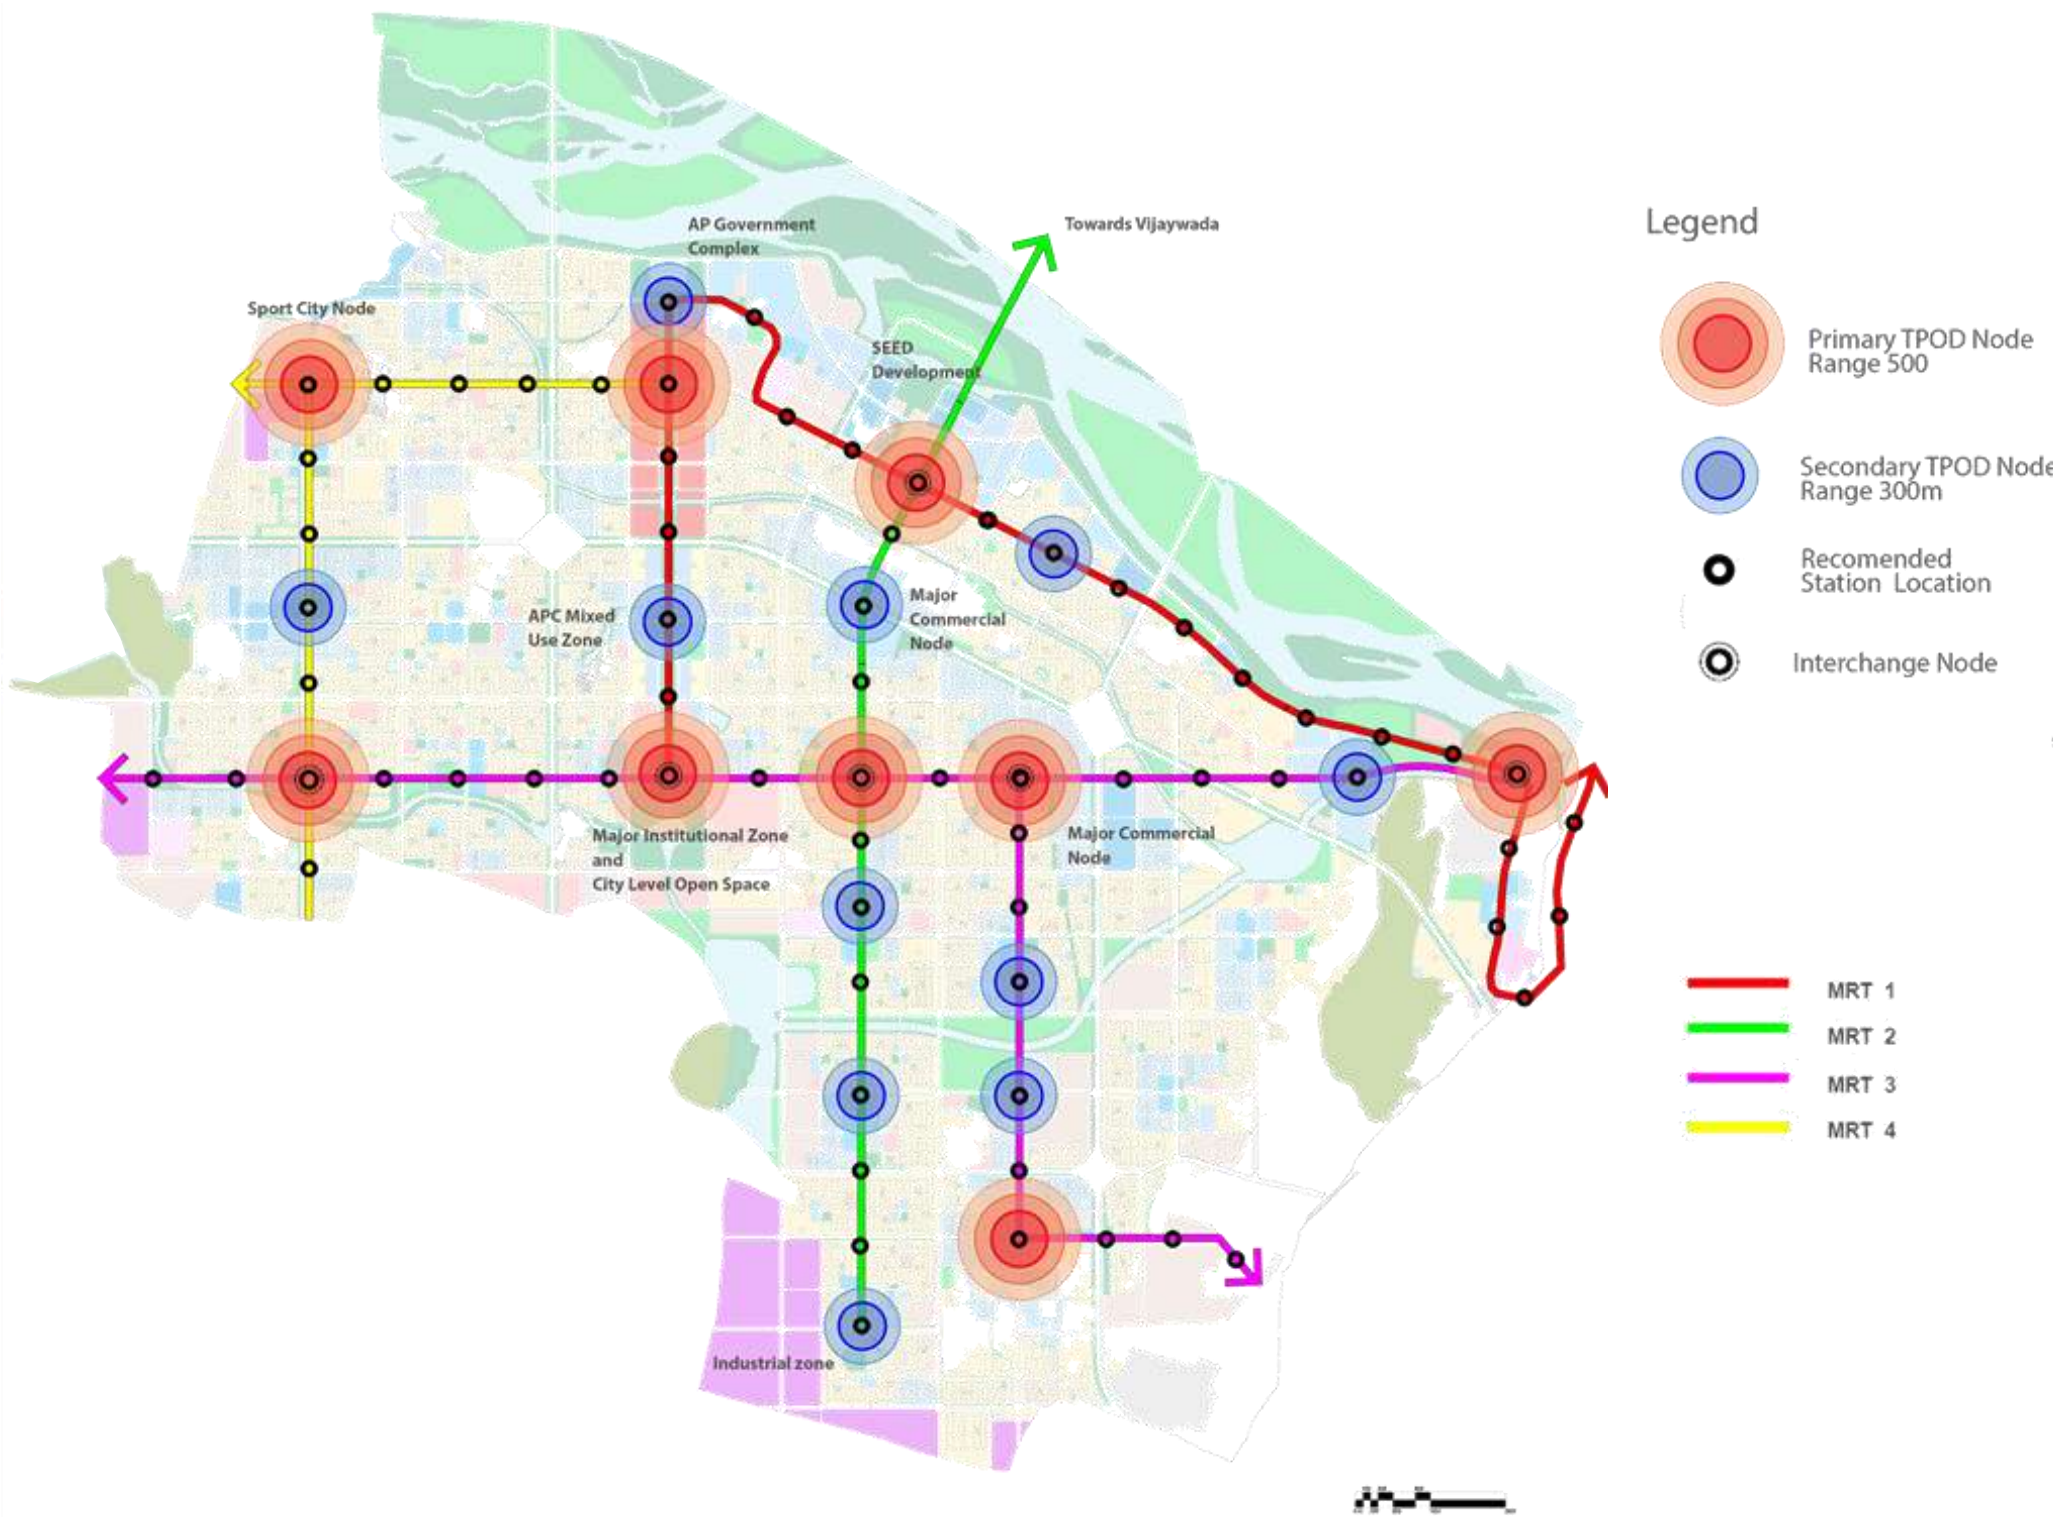 AP Government
Complex
Towards Vijaywada
Sport City Node
SEED
Development
APC Mixed
Use Zone
Major
Commercial
Node
Major Institutional Zone
and
City Level Open Space
Major Commercial
Node
Industrial zone
Legend
Primary TPOD Node
Range 500
Secondary TPOD Node
Range 300m
Recomended
Station Location
Interchange Node
MRT 1
MRT 2
MRT 3
MRT 4